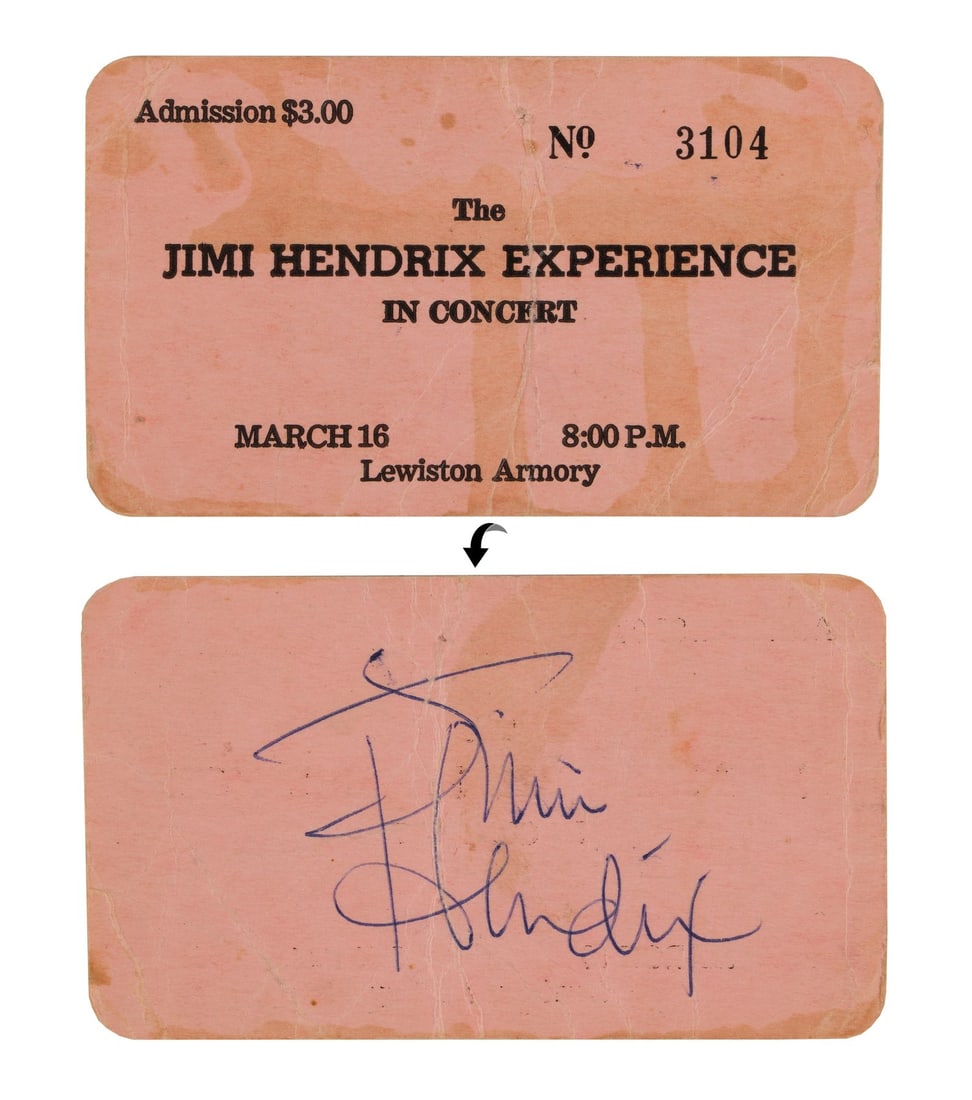 Admission $3.00
Nº 3104
The
JIMI HENDRIX EXPERIENCE
IN CONCERT
MARCH 16 8:00 P.M.
Lewiston Armory
Jimi
Hendrix